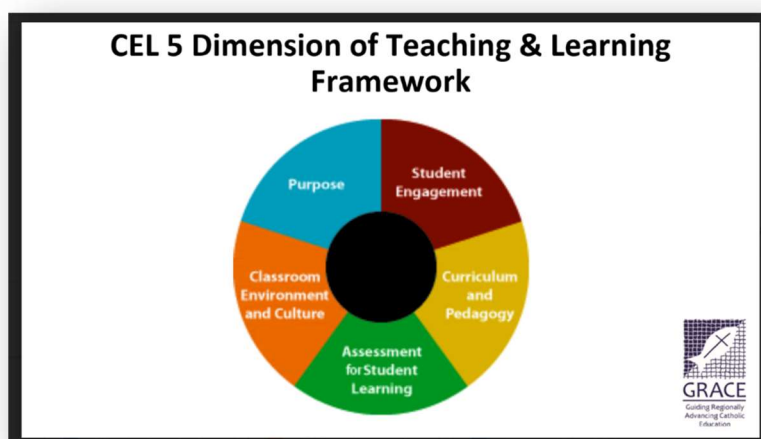 CEL 5 Dimension of Teaching & Learning
Framework
Purpose
Student
Engagement
Classroom
Environment
and Culture
Curriculum
and
Pedagogy
Assessment
for Student
Learning
GRACE
Guiding Regionally
Advancing Catholic
Education